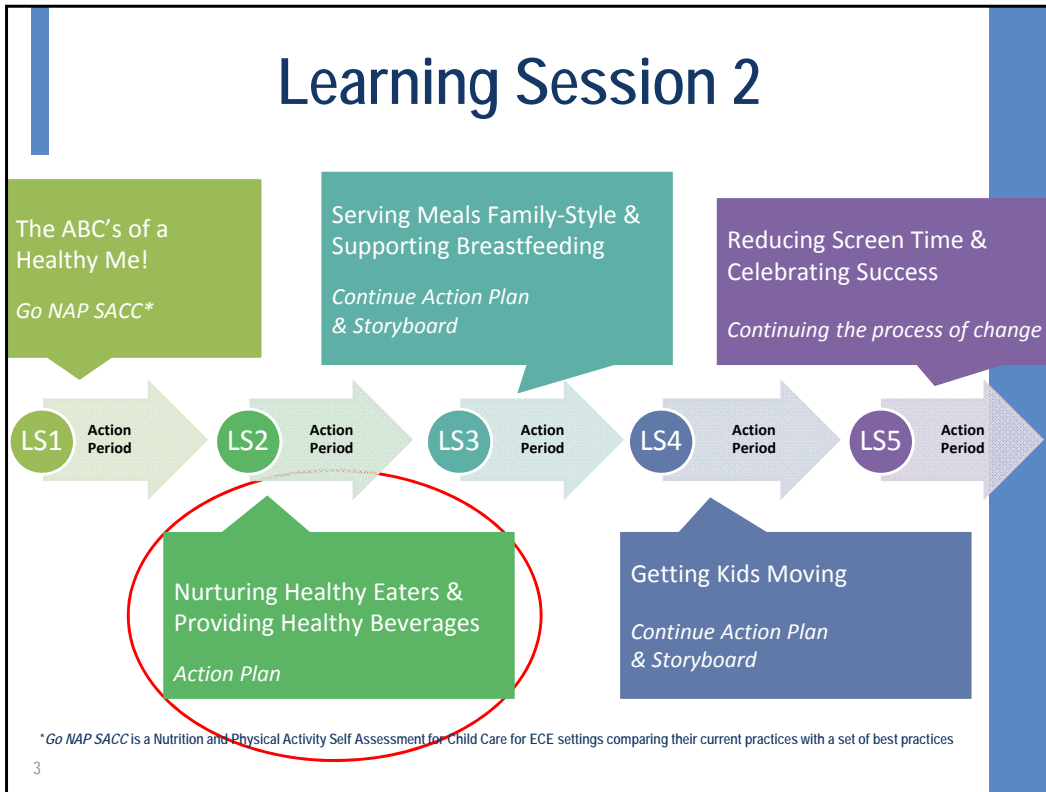 Learning Session 2
The ABC's of a
Healthy Me!
Go NAP SACC*
Serving Meals Family-Style &
Supporting Breastfeeding
Continue Action Plan
& Storyboard
Reducing Screen Time &
Celebrating Success
Continuing the process of change
LS1
Action
Period
LS2
Action
Period
LS3
Action
Period
LS4
Action
Period
LS5
Action
Period
Nurturing Healthy Eaters &
Providing Healthy Beverages
Action Plan
Getting Kids Moving
Continue Action Plan
& Storyboard
*Go NAP SACC is a Nutrition and Physical Activity Self Assessment for Child Care for ECE settings comparing their current practices with a set of best practices
3